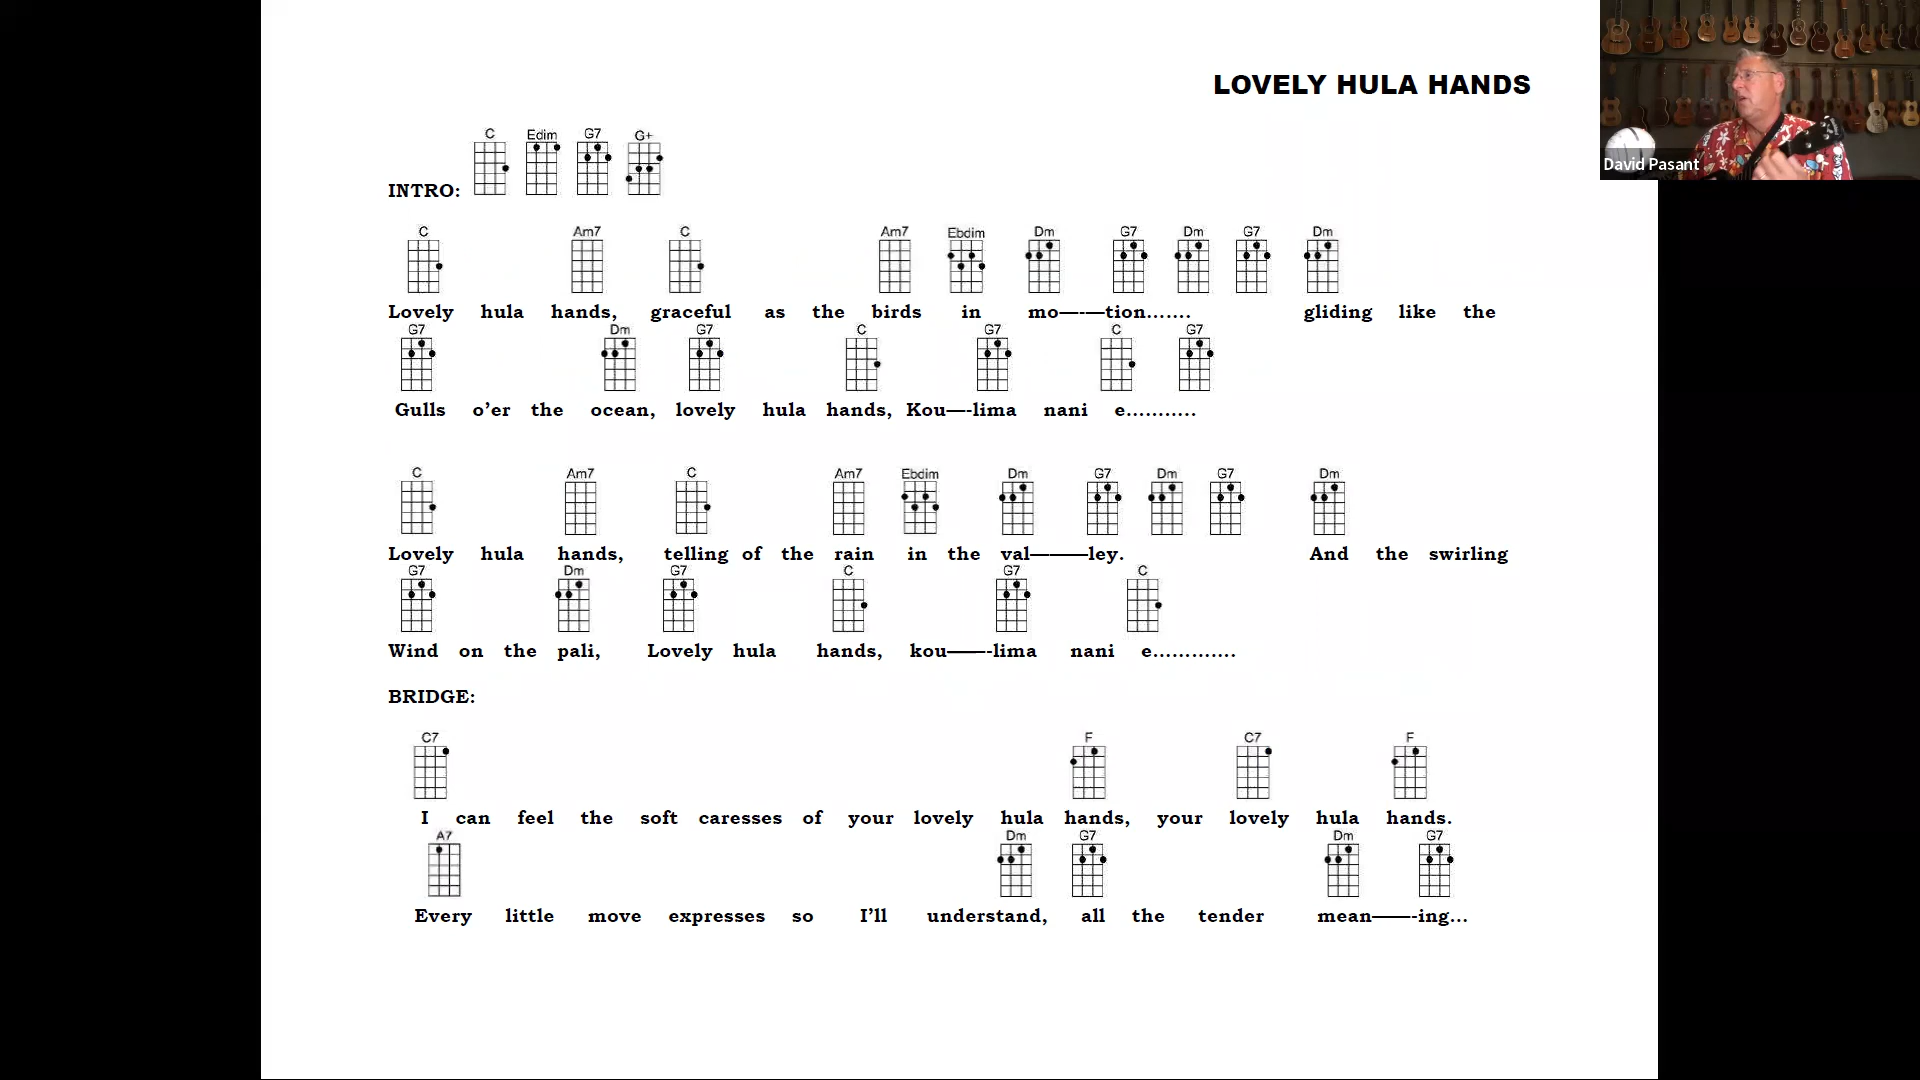 LOVELY HULA HANDS
David Pasant
C Edim G7 G+
INTRO:
C Am7 C Am7 Ebdim Dm G7 Dm G7 Dm
Lovely hula hands, graceful as the birds in mo—-—tion....... gliding like the
G7 Dm G7 C G7 C G7
Gulls o’er the ocean, lovely hula hands, Kou—-lima nani e...........
C Am7 C Am7 Ebdim Dm G7 Dm G7 Dm
Lovely hula hands, telling of the rain in the val———ley. And the swirling
G7 Dm G7 C G7 C
Wind on the pali, Lovely hula hands, kou——-lima nani e.............
BRIDGE:
C7 F C7 F
I can feel the soft caresses of your lovely hula hands, your lovely hula hands.
A7 Dm G7 Dm G7
Every little move expresses so I’ll understand, all the tender mean——-ing...